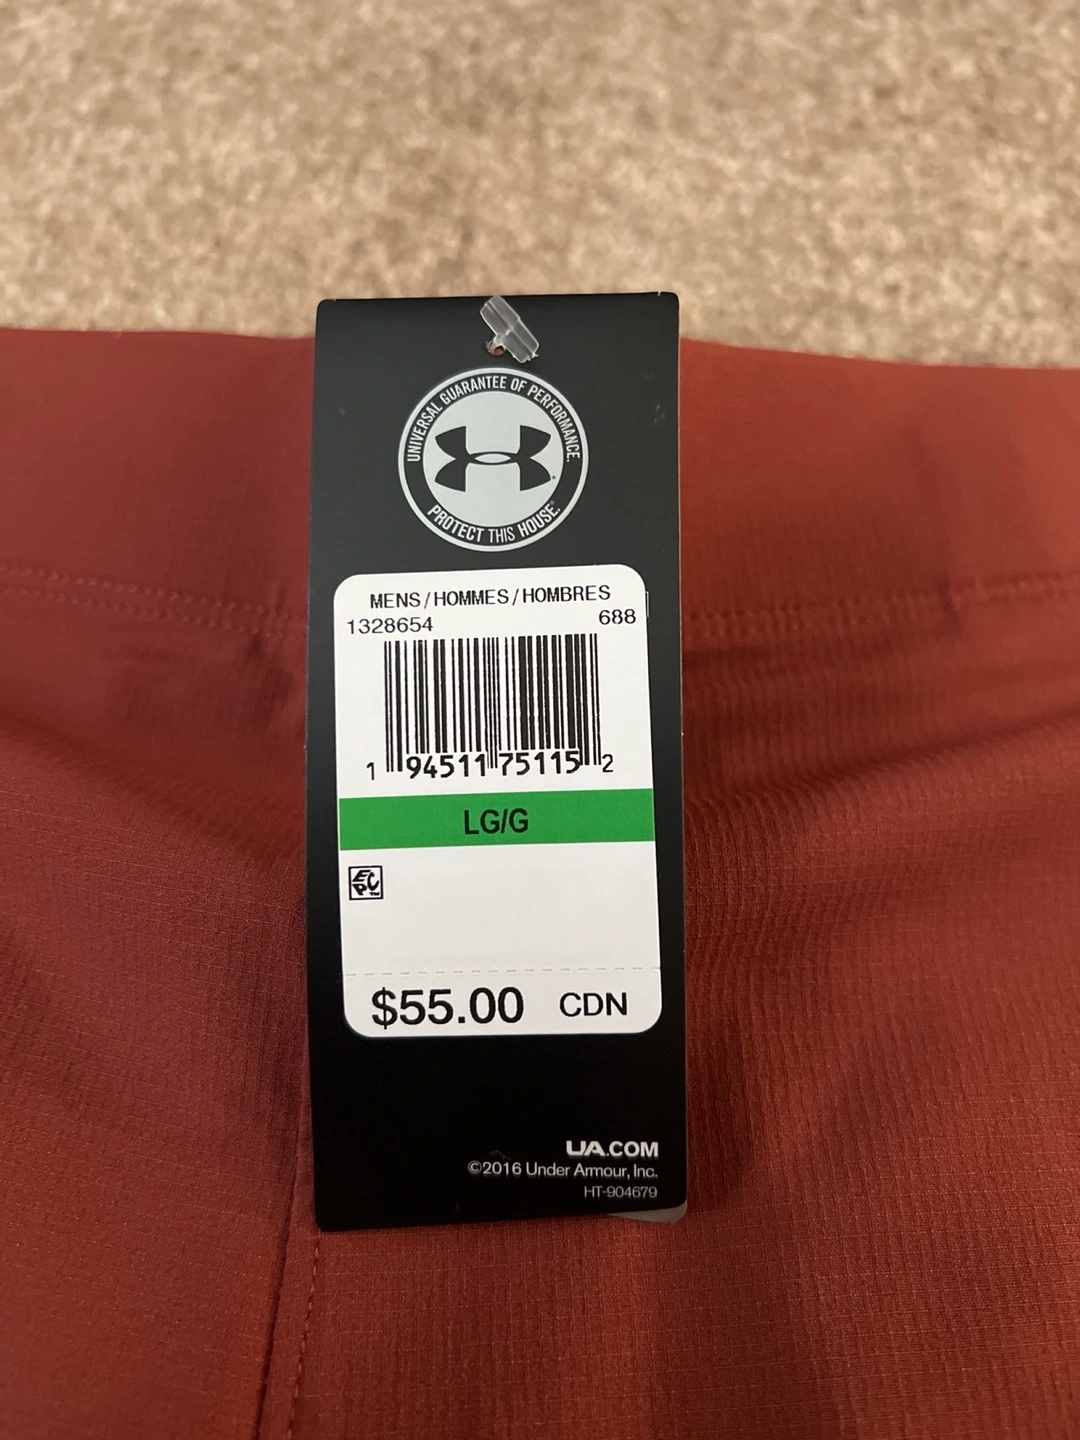 UNIVERSAL GUARANTEE OF PERFORMANCE.
PROTECT THIS HOUSE.®
MENS/HOMMES/HOMBRES
1328654 688
1 94511 75115 2
LG/G
EPC™
$55.00 CDN
UA.COM
©2016 Under Armour, Inc.
HT-904679